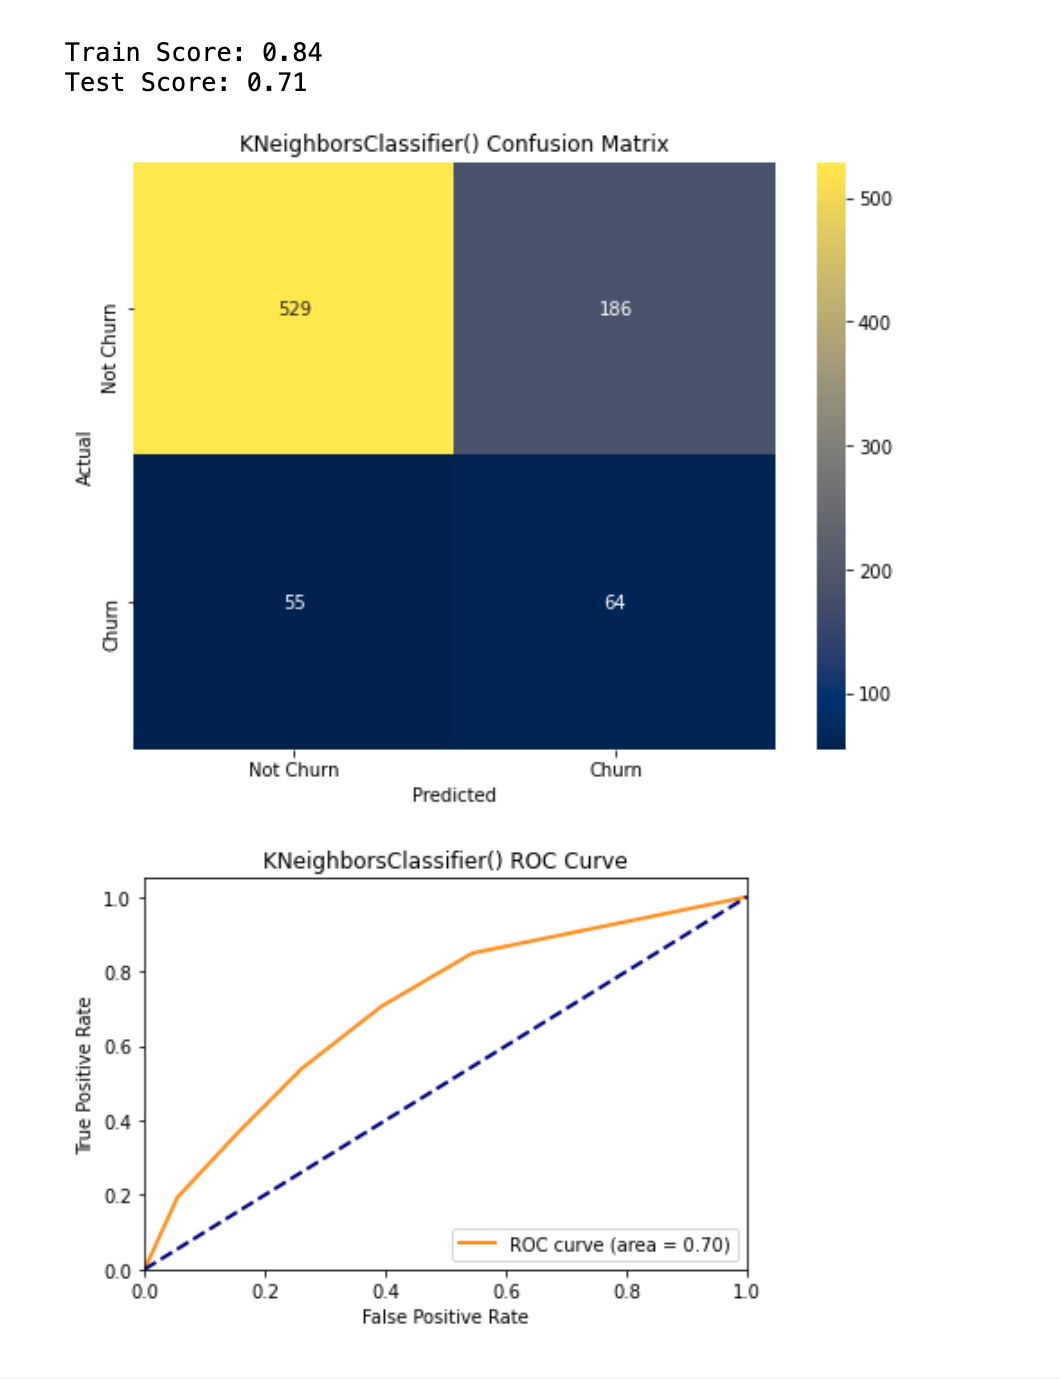 Train Score: 0.84
Test Score: 0.71
KNeighborsClassifier() Confusion Matrix
Actual
Not Churn
Churn
529
186
55
64
Not Churn
Churn
Predicted
500
400
300
200
100
KNeighborsClassifier() ROC Curve
True Positive Rate
1.0
0.8
0.6
0.4
0.2
0.0
ROC curve (area = 0.70)
0.0
0.2
0.4
0.6
0.8
1.0
False Positive Rate